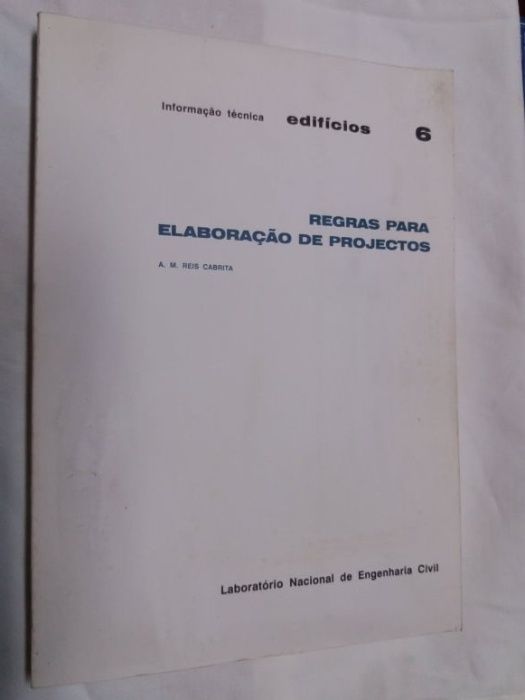 Informação técnica edifícios 6
REGRAS PARA
ELABORAÇÃO DE PROJECTOS
A. M. REIS CABRITA
Laboratório Nacional de Engenharia Civil